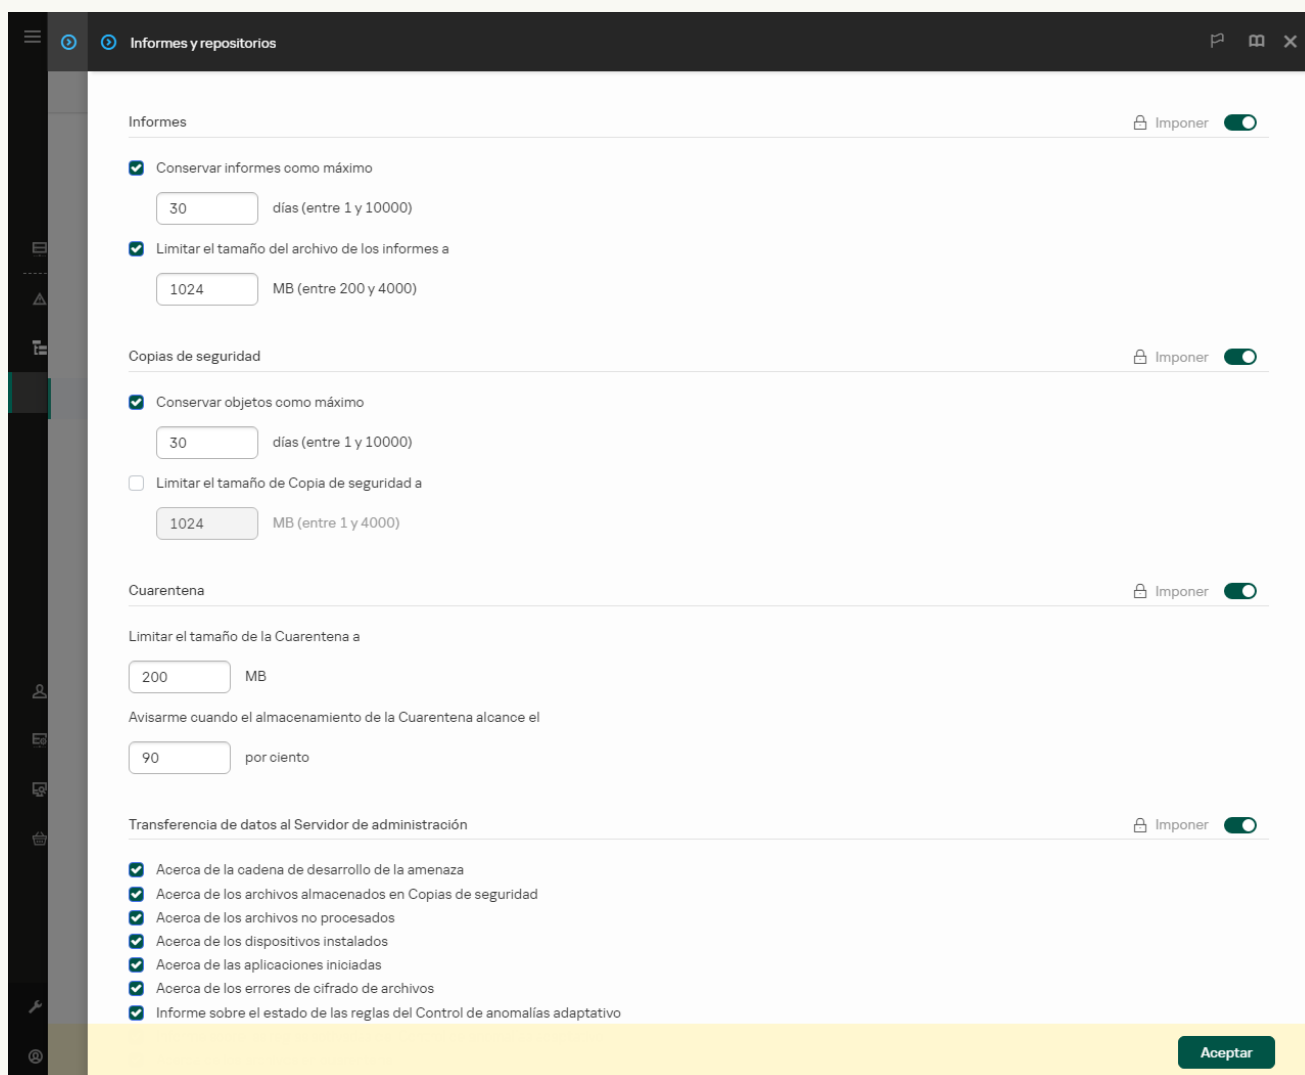 Informes y repositorios
Informes
Imponer
Conservar informes como máximo
30 días (entre 1 y 10000)
Limitar el tamaño del archivo de los informes a
1024 MB (entre 200 y 4000)
Copias de seguridad
Imponer
Conservar objetos como máximo
30 días (entre 1 y 10000)
Limitar el tamaño de Copia de seguridad a
1024 MB (entre 1 y 4000)
Cuarentena
Imponer
Limitar el tamaño de la Cuarentena a
200 MB
Avisarme cuando el almacenamiento de la Cuarentena alcance el
90 por ciento
Transferencia de datos al Servidor de administración
Imponer
Acerca de la cadena de desarrollo de la amenaza
Acerca de los archivos almacenados en Copias de seguridad
Acerca de los archivos no procesados
Acerca de los dispositivos instalados
Acerca de las aplicaciones iniciadas
Acerca de los errores de cifrado de archivos
Informe sobre el estado de las reglas del Control de anomalías adaptativo
Aceptar